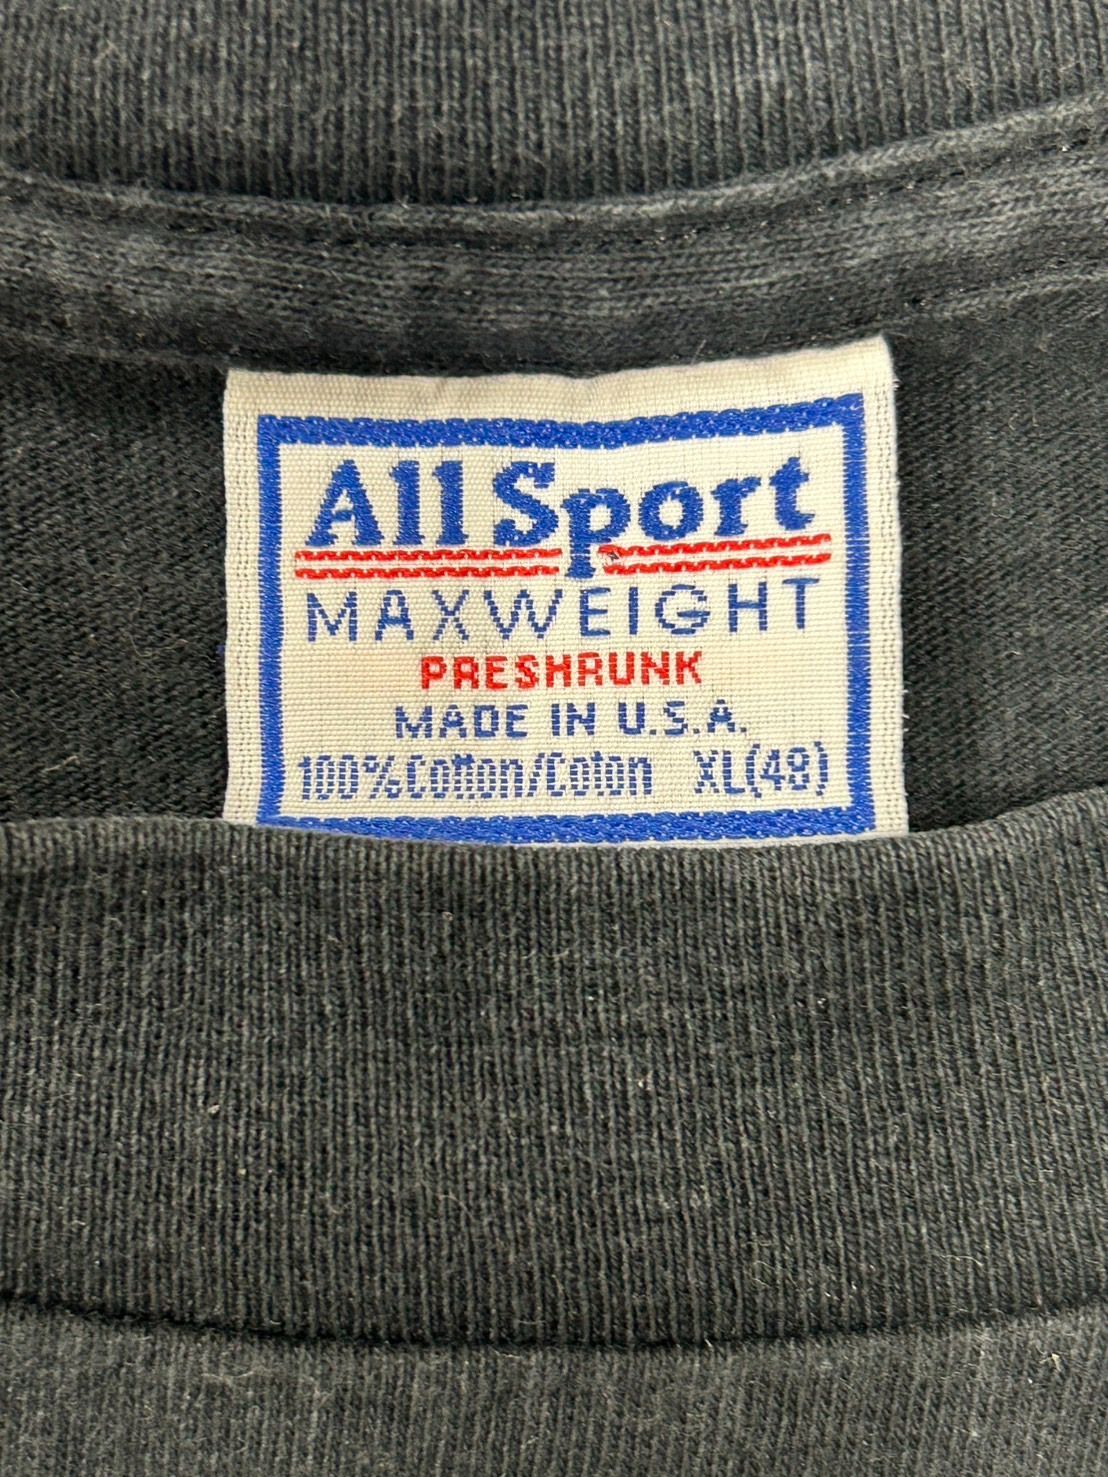 All Sport
MAXWEIGHT
PRESHRUNK
MADE IN U.S.A.
100% Cotton/Coton XL(48)